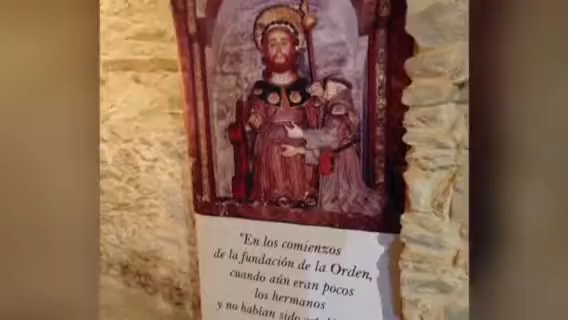 "En los comienzos
de la fundación de la Orden,
cuando aún eran pocos
los hermanos
y no habían sido